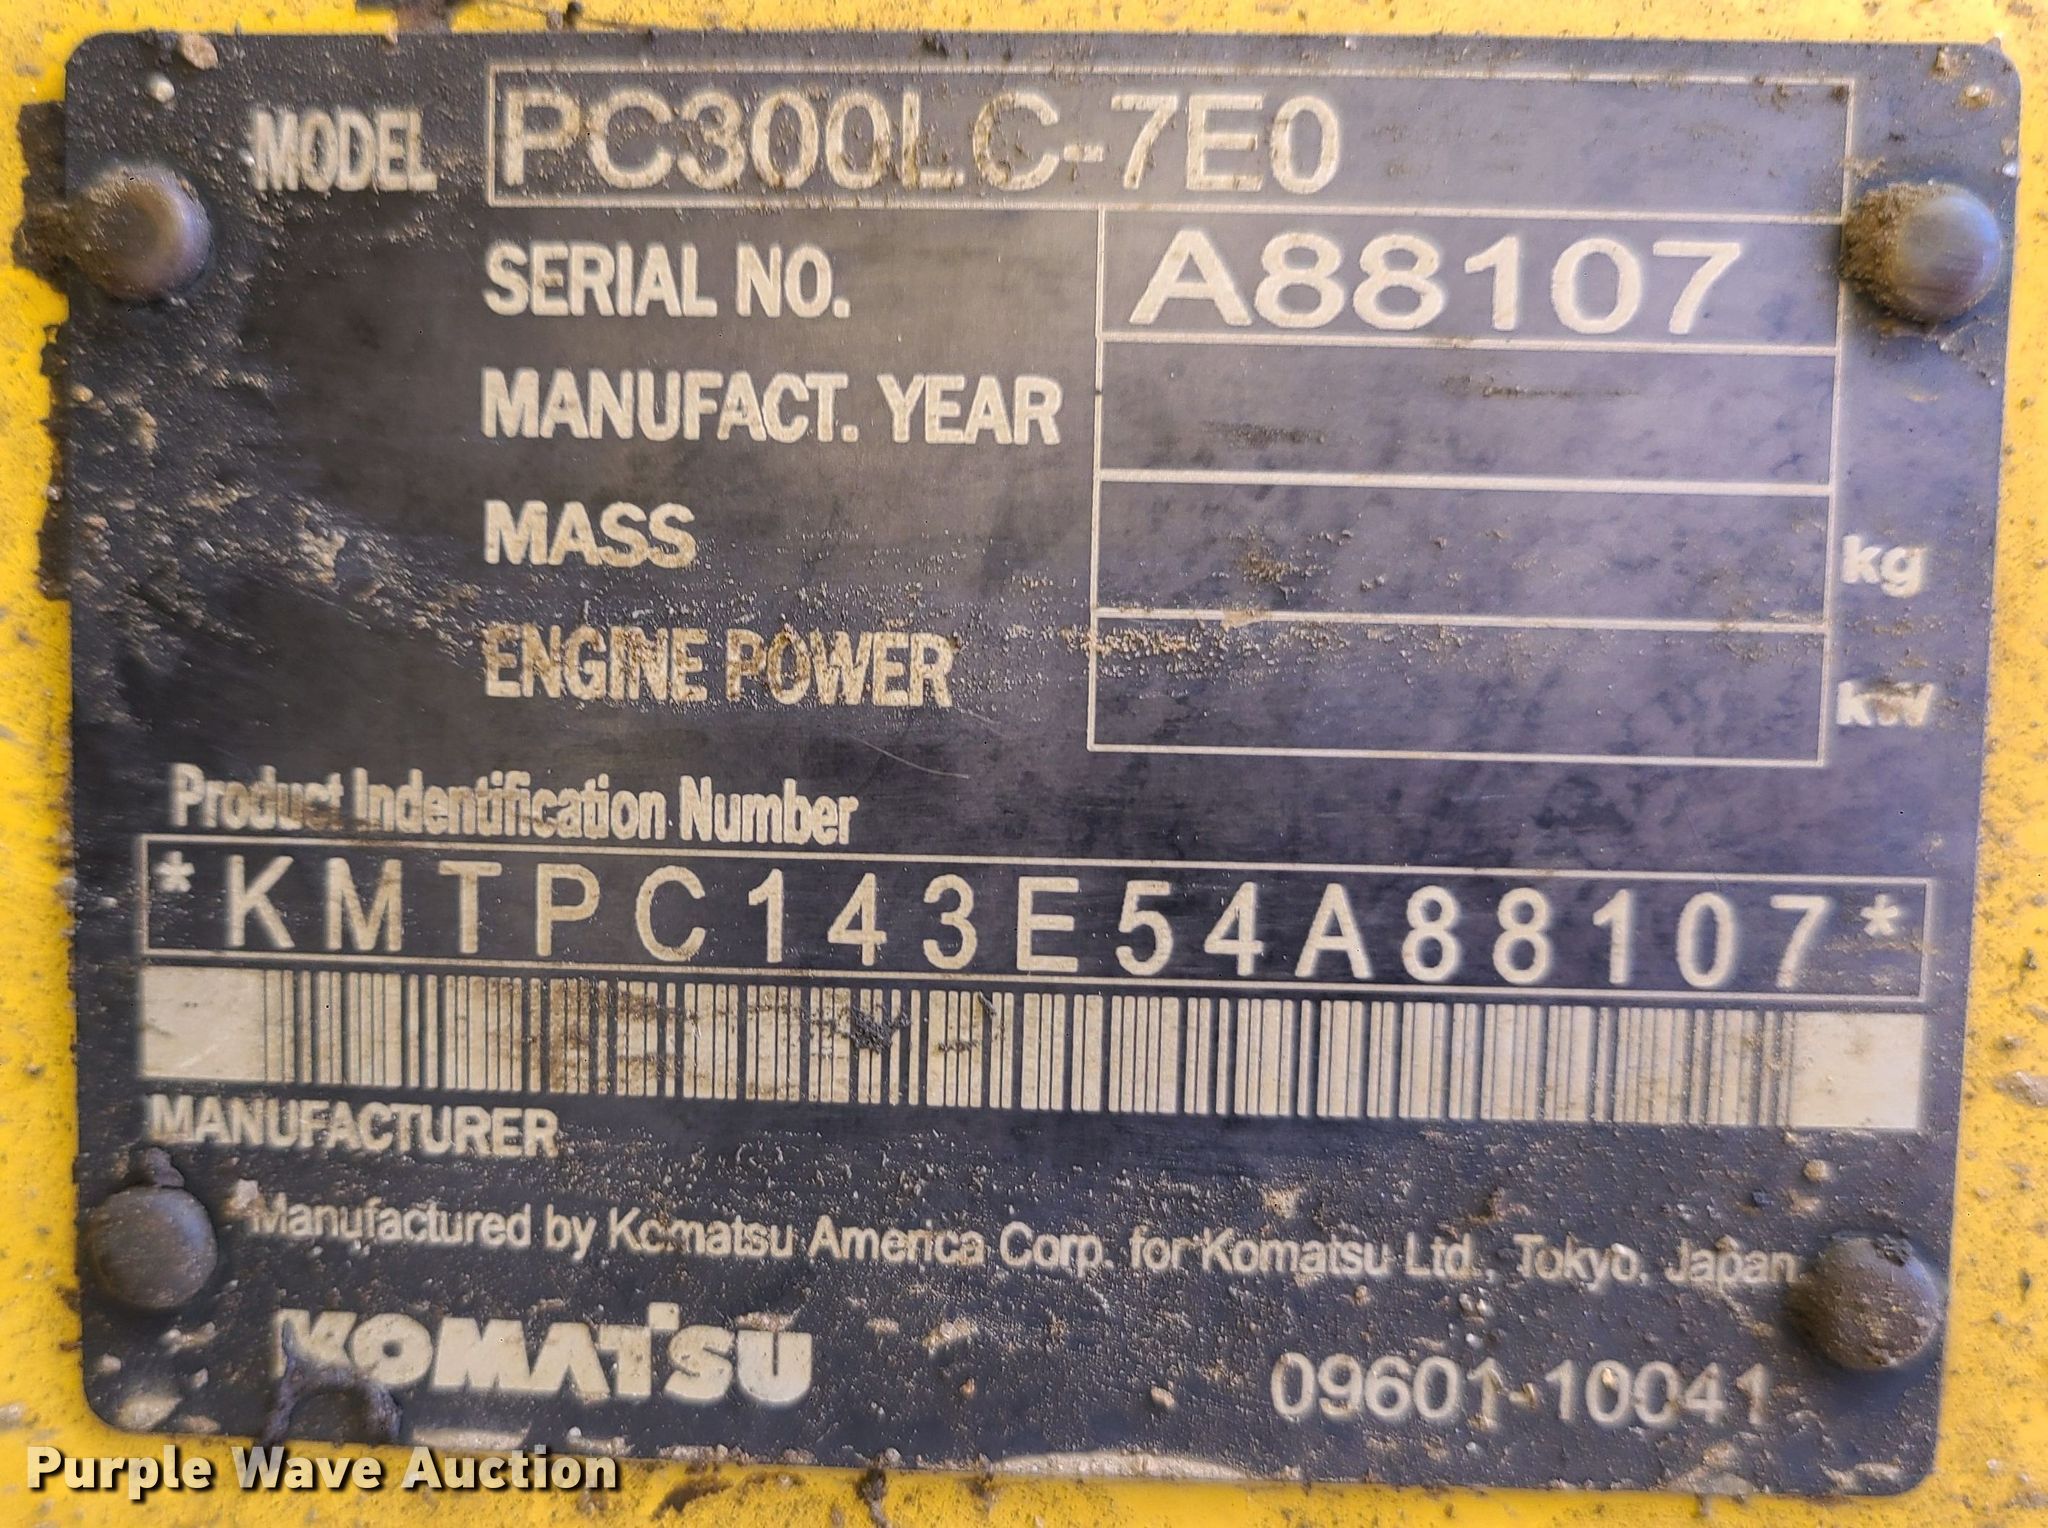 MODEL PC300LC-7E0
SERIAL NO. A88107
MANUFACT. YEAR
MASS kg
ENGINE POWER kW
Product Indentification Number
*KMTPC143E54A88107*
MANUFACTURER
Manufactured by Komatsu America Corp. for Komatsu Ltd., Tokyo, Japan
KOMATSU 09601-10041
Purple Wave Auction